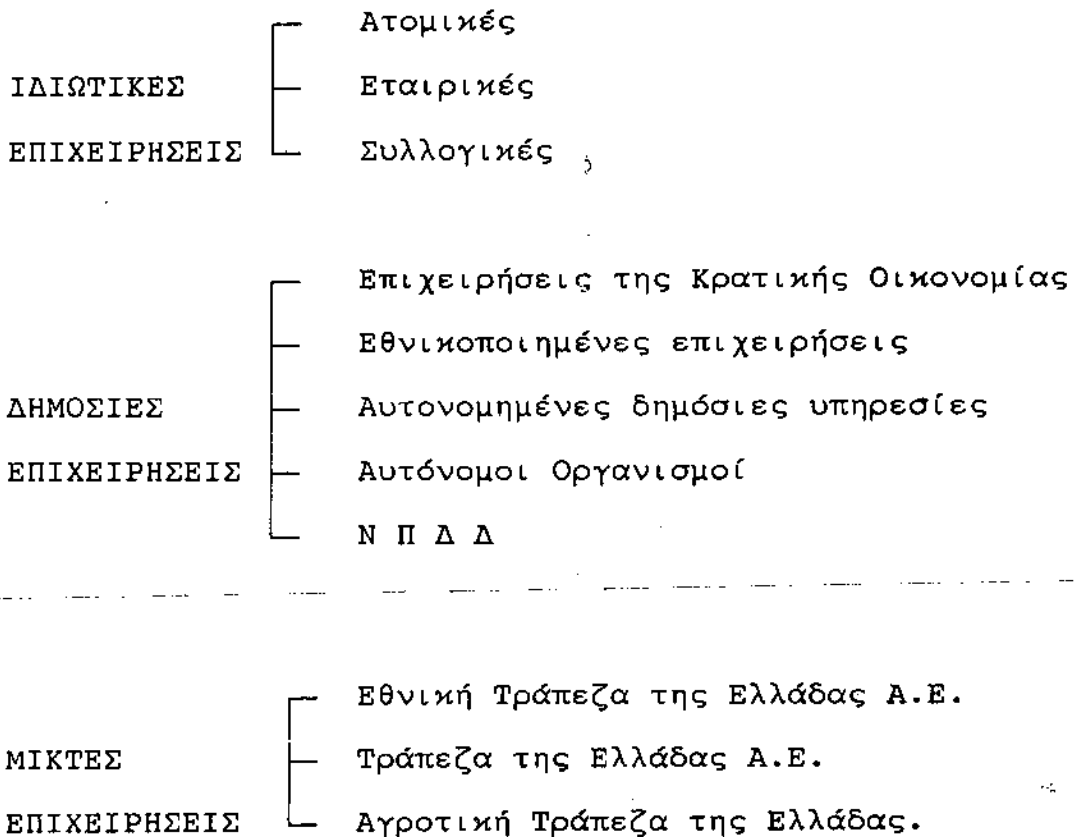 Ατομικές
ΙΔΙΩΤΙΚΕΣ Εταιρικές
ΕΠΙΧΕΙΡΗΣΕΙΣ Συλλογικές
Επιχειρήσεις της Κρατικής Οικονομίας
Εθνικοποιημένες επιχειρήσεις
ΔΗΜΟΣΙΕΣ Αυτονομημένες δημόσιες υπηρεσίες
ΕΠΙΧΕΙΡΗΣΕΙΣ Αυτόνομοι Οργανισμοί
Ν Π Δ Δ
Εθνική Τράπεζα της Ελλάδας Α.Ε.
ΜΙΚΤΕΣ Τράπεζα της Ελλάδας Α.Ε.
ΕΠΙΧΕΙΡΗΣΕΙΣ Αγροτική Τράπεζα της Ελλάδας.